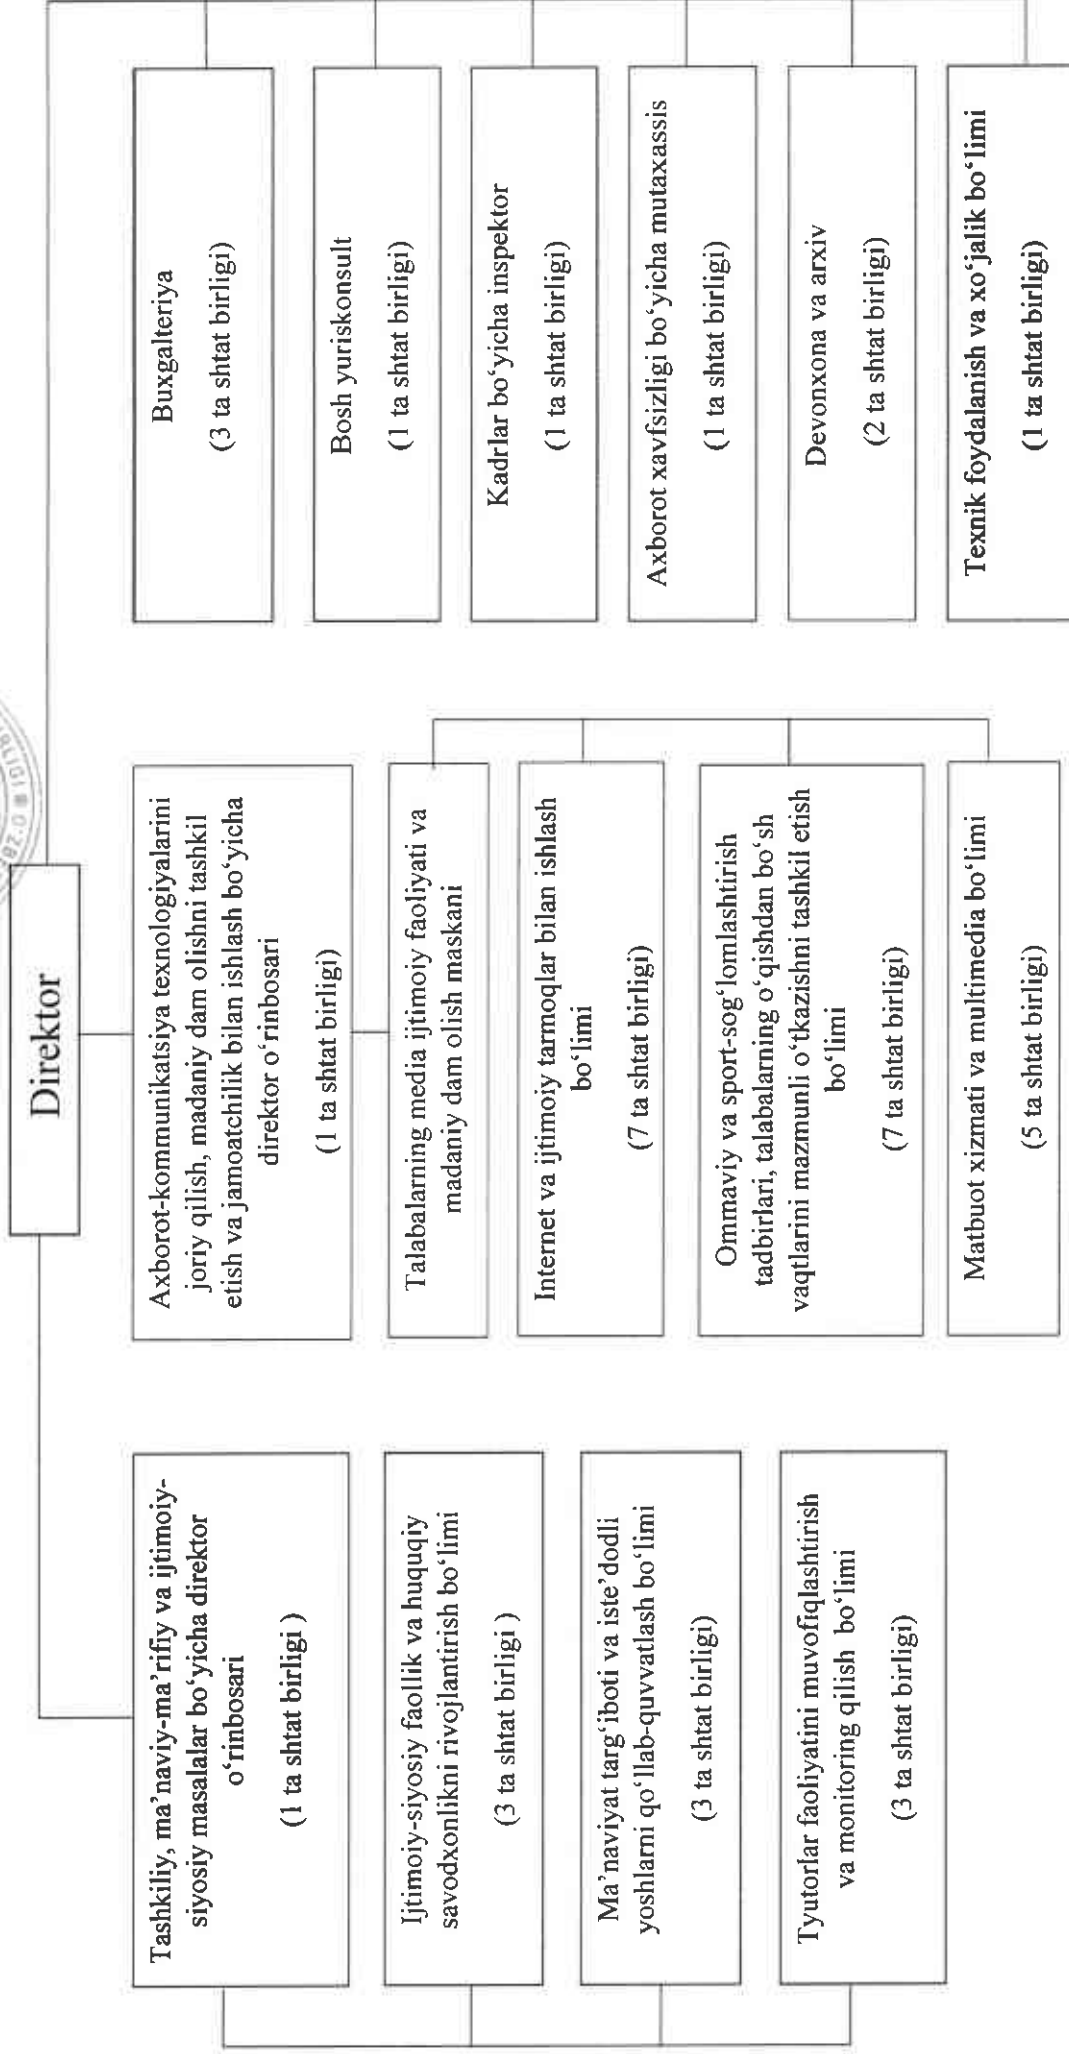 Direktor
Tashkiliy, ma’naviy-ma’rifiy va ijtimoiy-
siyosiy masalalar bo‘yicha direktor
o‘rinbosari
(1 ta shtat birligi )
Ijtimoiy-siyosiy faollik va huquqiy
savodxonlikni rivojlantirish bo‘limi
(3 ta shtat birligi )
Ma’naviyat targ‘iboti va iste’dodli
yoshlarni qo‘llab-quvvatlash bo‘limi
(3 ta shtat birligi)
Tyutorlar faoliyatini muvofiqlashtirish
va monitoring qilish bo‘limi
(3 ta shtat birligi)
Axborot-kommunikatsiya texnologiyalarini
joriy qilish, madaniy dam olishni tashkil
etish va jamoatchilik bilan ishlash bo‘yicha
direktor o‘rinbosari
(1 ta shtat birligi)
Talabalarning media ijtimoiy faoliyati va
madaniy dam olish maskani
Internet va ijtimoiy tarmoqlar bilan ishlash
bo‘limi
(7 ta shtat birligi)
Ommaviy va sport-sog‘lomlashtirish
tadbirlari, talabalarning o‘qishdan bo‘sh
vaqtlarini mazmunli o‘tkazishni tashkil etish
bo‘limi
(7 ta shtat birligi)
Matbuot xizmati va multimedia bo‘limi
(5 ta shtat birligi)
Buxgalteriya
(3 ta shtat birligi)
Bosh yuriskonsult
(1 ta shtat birligi)
Kadrlar bo‘yicha inspektor
(1 ta shtat birligi)
Axborot xavfsizligi bo‘yicha mutaxassis
(1 ta shtat birligi)
Devonxona va arxiv
(2 ta shtat birligi)
Texnik foydalanish va xo‘jalik bo‘limi
(1 ta shtat birligi)